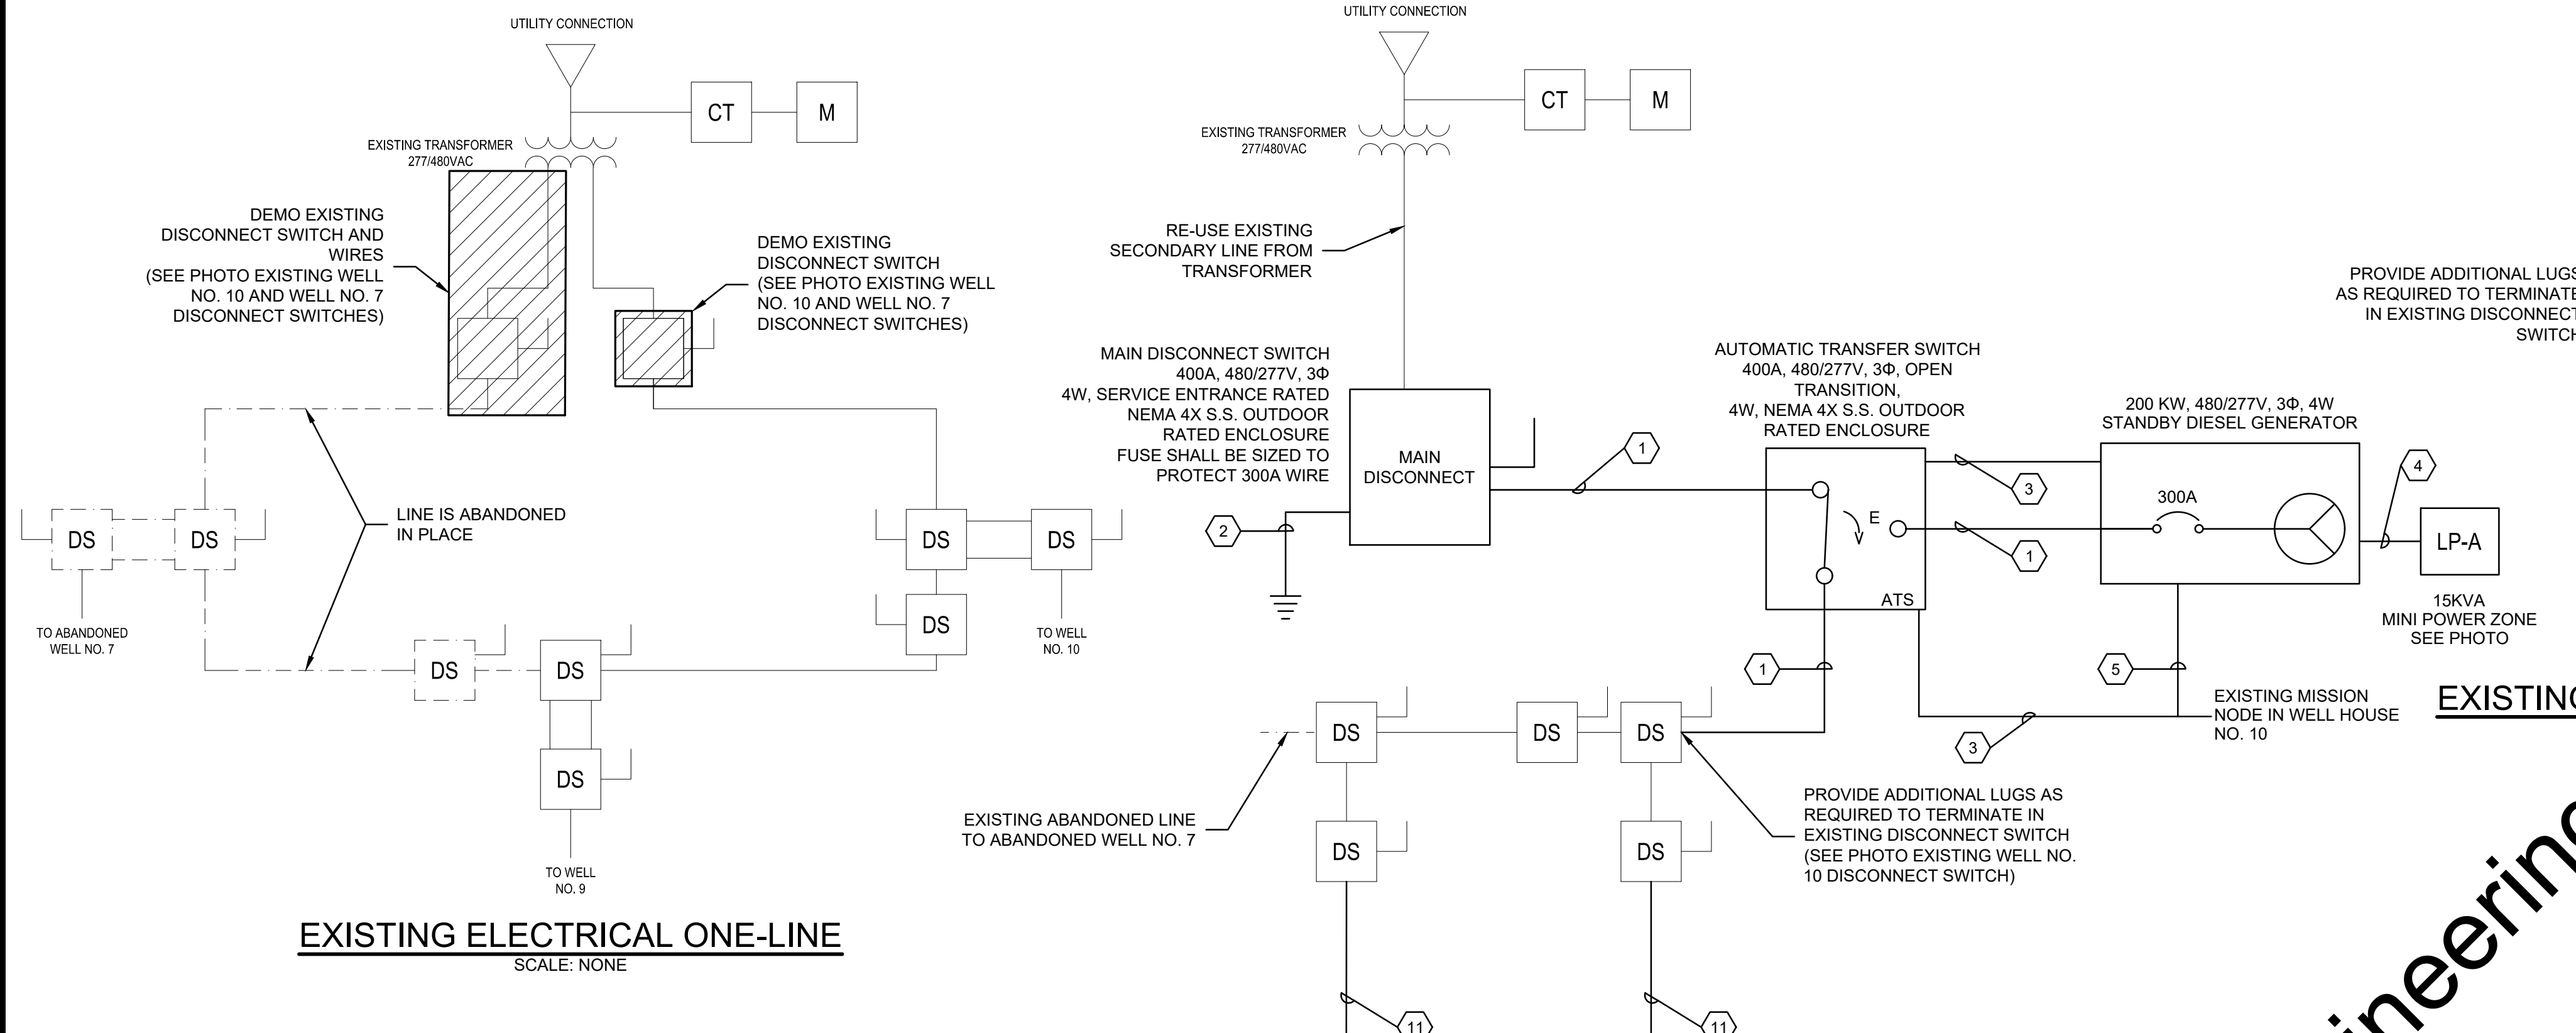 UTILITY CONNECTION
CT
M
EXISTING TRANSFORMER
277/480VAC
DEMO EXISTING
DISCONNECT SWITCH AND
WIRES
(SEE PHOTO EXISTING WELL
NO. 10 AND WELL NO. 7
DISCONNECT SWITCHES)
DEMO EXISTING
DISCONNECT SWITCH
(SEE PHOTO EXISTING WELL
NO. 10 AND WELL NO. 7
DISCONNECT SWITCHES)
LINE IS ABANDONED
IN PLACE
DS
DS
TO ABANDONED
WELL NO. 7
DS
DS
DS
TO WELL
NO. 9
DS
DS
DS
TO WELL
NO. 10
EXISTING ELECTRICAL ONE-LINE
SCALE: NONE
UTILITY CONNECTION
CT
M
EXISTING TRANSFORMER
277/480VAC
RE-USE EXISTING
SECONDARY LINE FROM
TRANSFORMER
MAIN DISCONNECT SWITCH
400A, 480/277V, 3Φ
4W, SERVICE ENTRANCE RATED
NEMA 4X S.S. OUTDOOR
RATED ENCLOSURE
FUSE SHALL BE SIZED TO
PROTECT 300A WIRE
MAIN
DISCONNECT
1
2
AUTOMATIC TRANSFER SWITCH
400A, 480/277V, 3Φ, OPEN
TRANSITION,
4W, NEMA 4X S.S. OUTDOOR
RATED ENCLOSURE
E
ATS
3
1
200 KW, 480/277V, 3Φ, 4W
STANDBY DIESEL GENERATOR
300A
4
LP-A
15KVA
MINI POWER ZONE
SEE PHOTO
1
5
3
EXISTING MISSION
NODE IN WELL HOUSE
NO. 10
DS
DS
DS
DS
DS
EXISTING ABANDONED LINE
TO ABANDONED WELL NO. 7
PROVIDE ADDITIONAL LUGS AS
REQUIRED TO TERMINATE IN
EXISTING DISCONNECT SWITCH
(SEE PHOTO EXISTING WELL NO.
10 DISCONNECT SWITCH)
11
11
PROVIDE ADDITIONAL LUGS
AS REQUIRED TO TERMINATE
IN EXISTING DISCONNECT
SWITCH
EXISTING
ineering